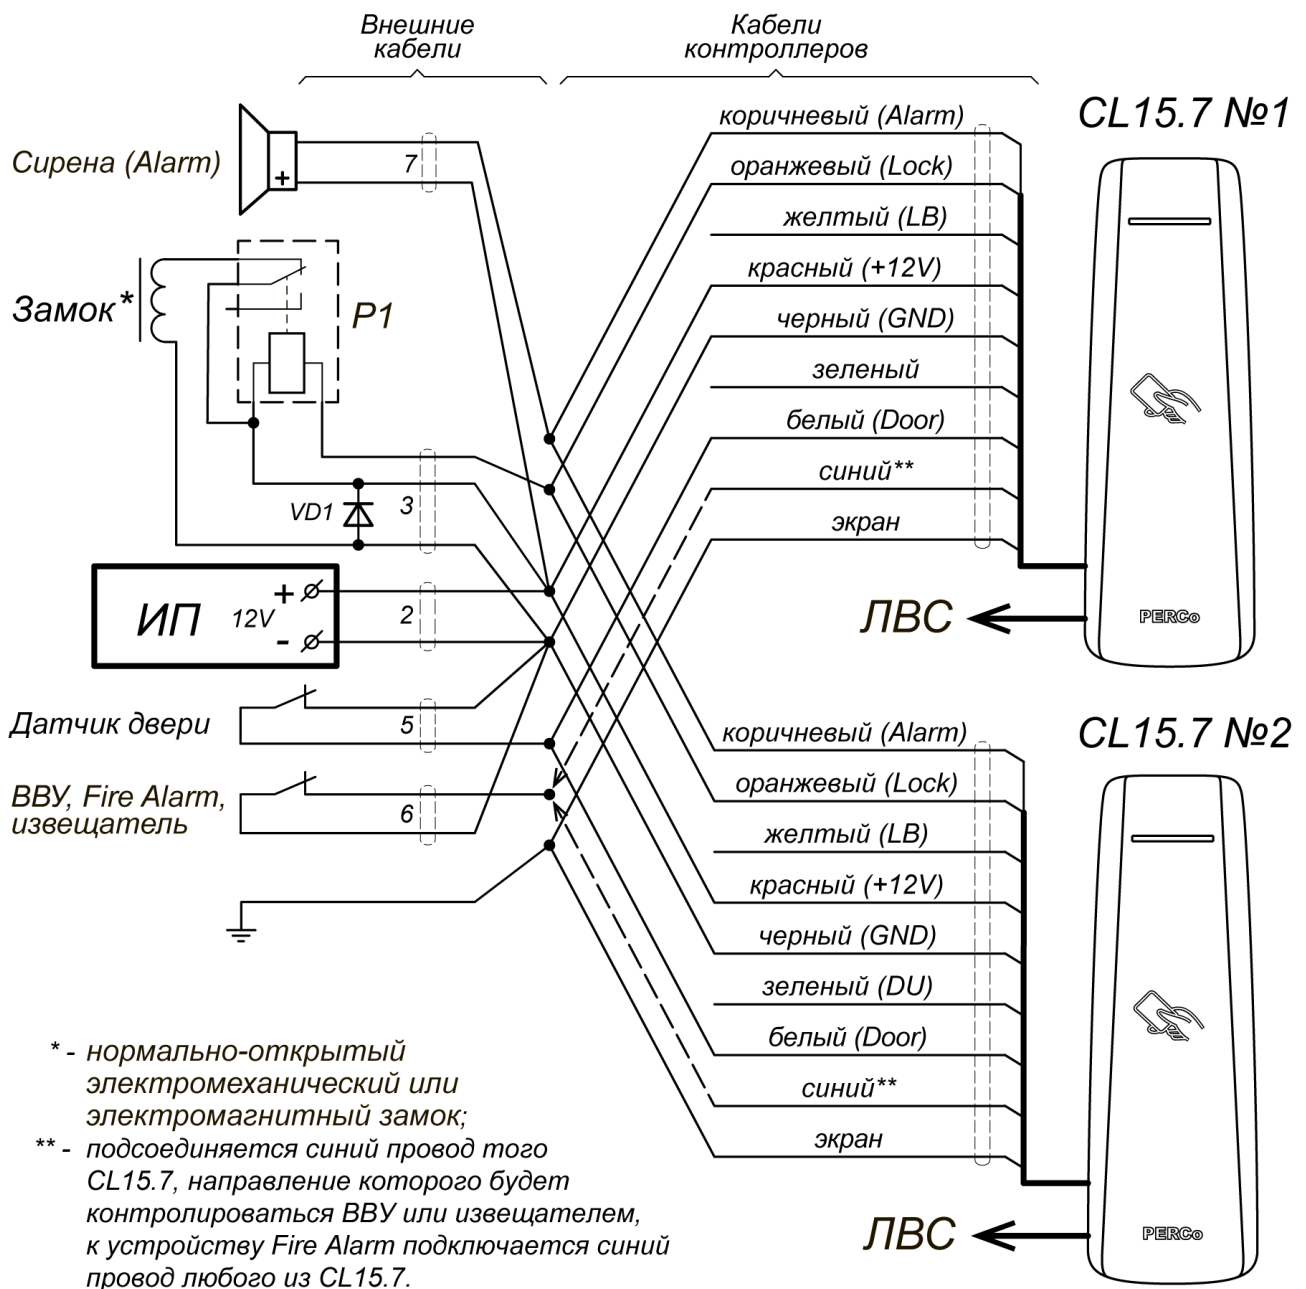 Внешние
кабели
Кабели
контроллеров
коричневый (Alarm)
CL15.7 №1
Сирена (Alarm)
+
7
оранжевый (Lock)
желтый (LB)
красный (+12V)
Замок*
P1
черный (GND)
зеленый
белый (Door)
синий**
VD1
3
экран
ИП
12V
+
-
2
ЛВС
PERCo
Датчик двери
5
коричневый (Alarm)
CL15.7 №2
ВВУ, Fire Alarm,
извещатель
6
оранжевый (Lock)
желтый (LB)
красный (+12V)
черный (GND)
зеленый (DU)
белый (Door)
синий**
экран
ЛВС
PERCo
* - нормально-открытый
электромеханический или
электромагнитный замок;
** - подсоединяется синий провод того
CL15.7, направление которого будет
контролироваться ВВУ или извещателем,
к устройству Fire Alarm подключается синий
провод любого из CL15.7.